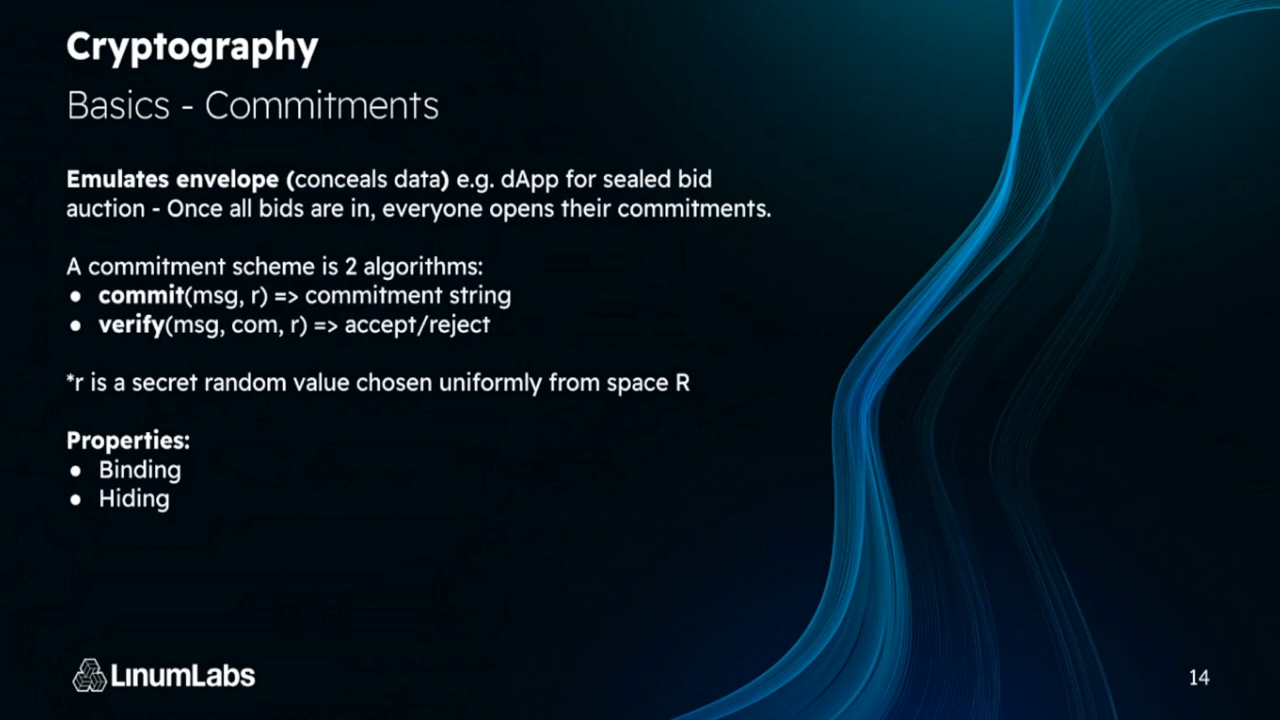 Cryptography
Basics - Commitments
Emulates envelope (conceals data) e.g. dApp for sealed bid
auction - Once all bids are in, everyone opens their commitments.
A commitment scheme is 2 algorithms:
● commit(msg, r) => commitment string
● verify(msg, com, r) => accept/reject
*r is a secret random value chosen uniformly from space R
Properties:
● Binding
● Hiding
LınumLabs
14